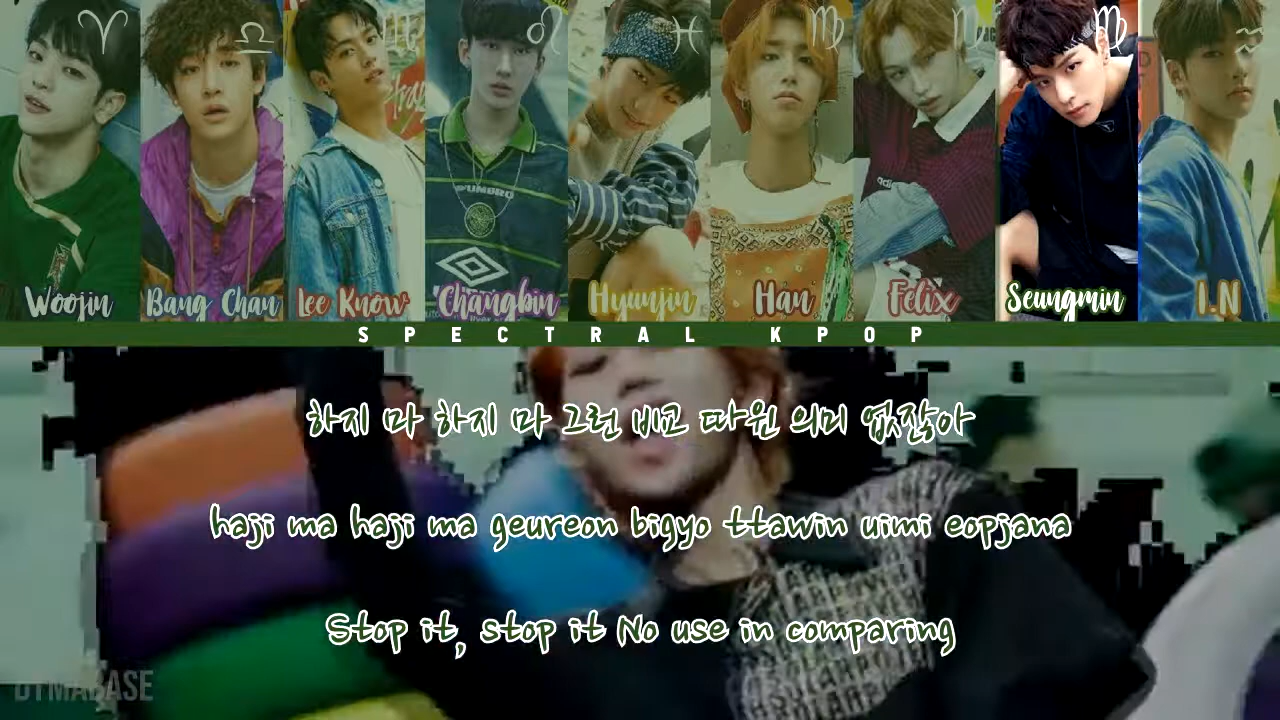 Woojin Bang Chan Lee Know Changbin Hyunjin Han Felix Seungmin I.N
UMBRO
adi
SPECTRAL KPOP
하지 마 하지 마 그런 비교 따윈 의미 없잖아
haji ma haji ma geureon bigyo ttawin uimi eopjana
Stop it, stop it No use in comparing